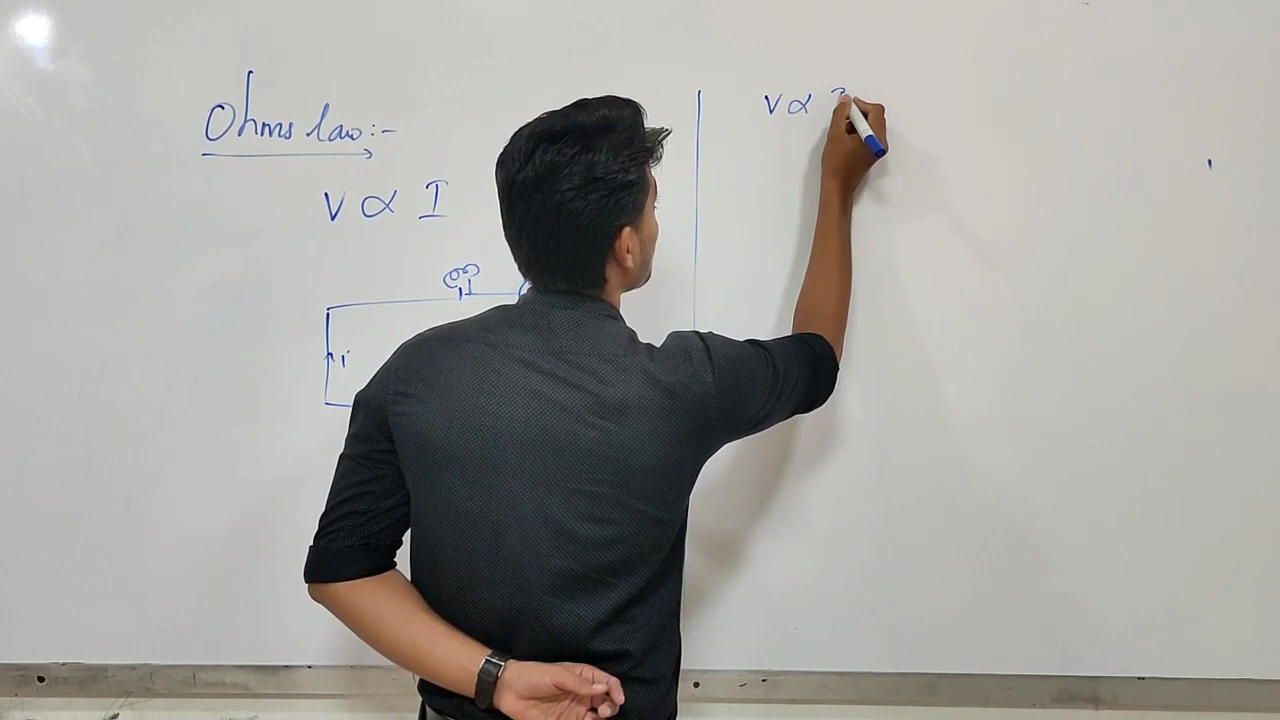 Ohms law:-
V ∝ I
V ∝